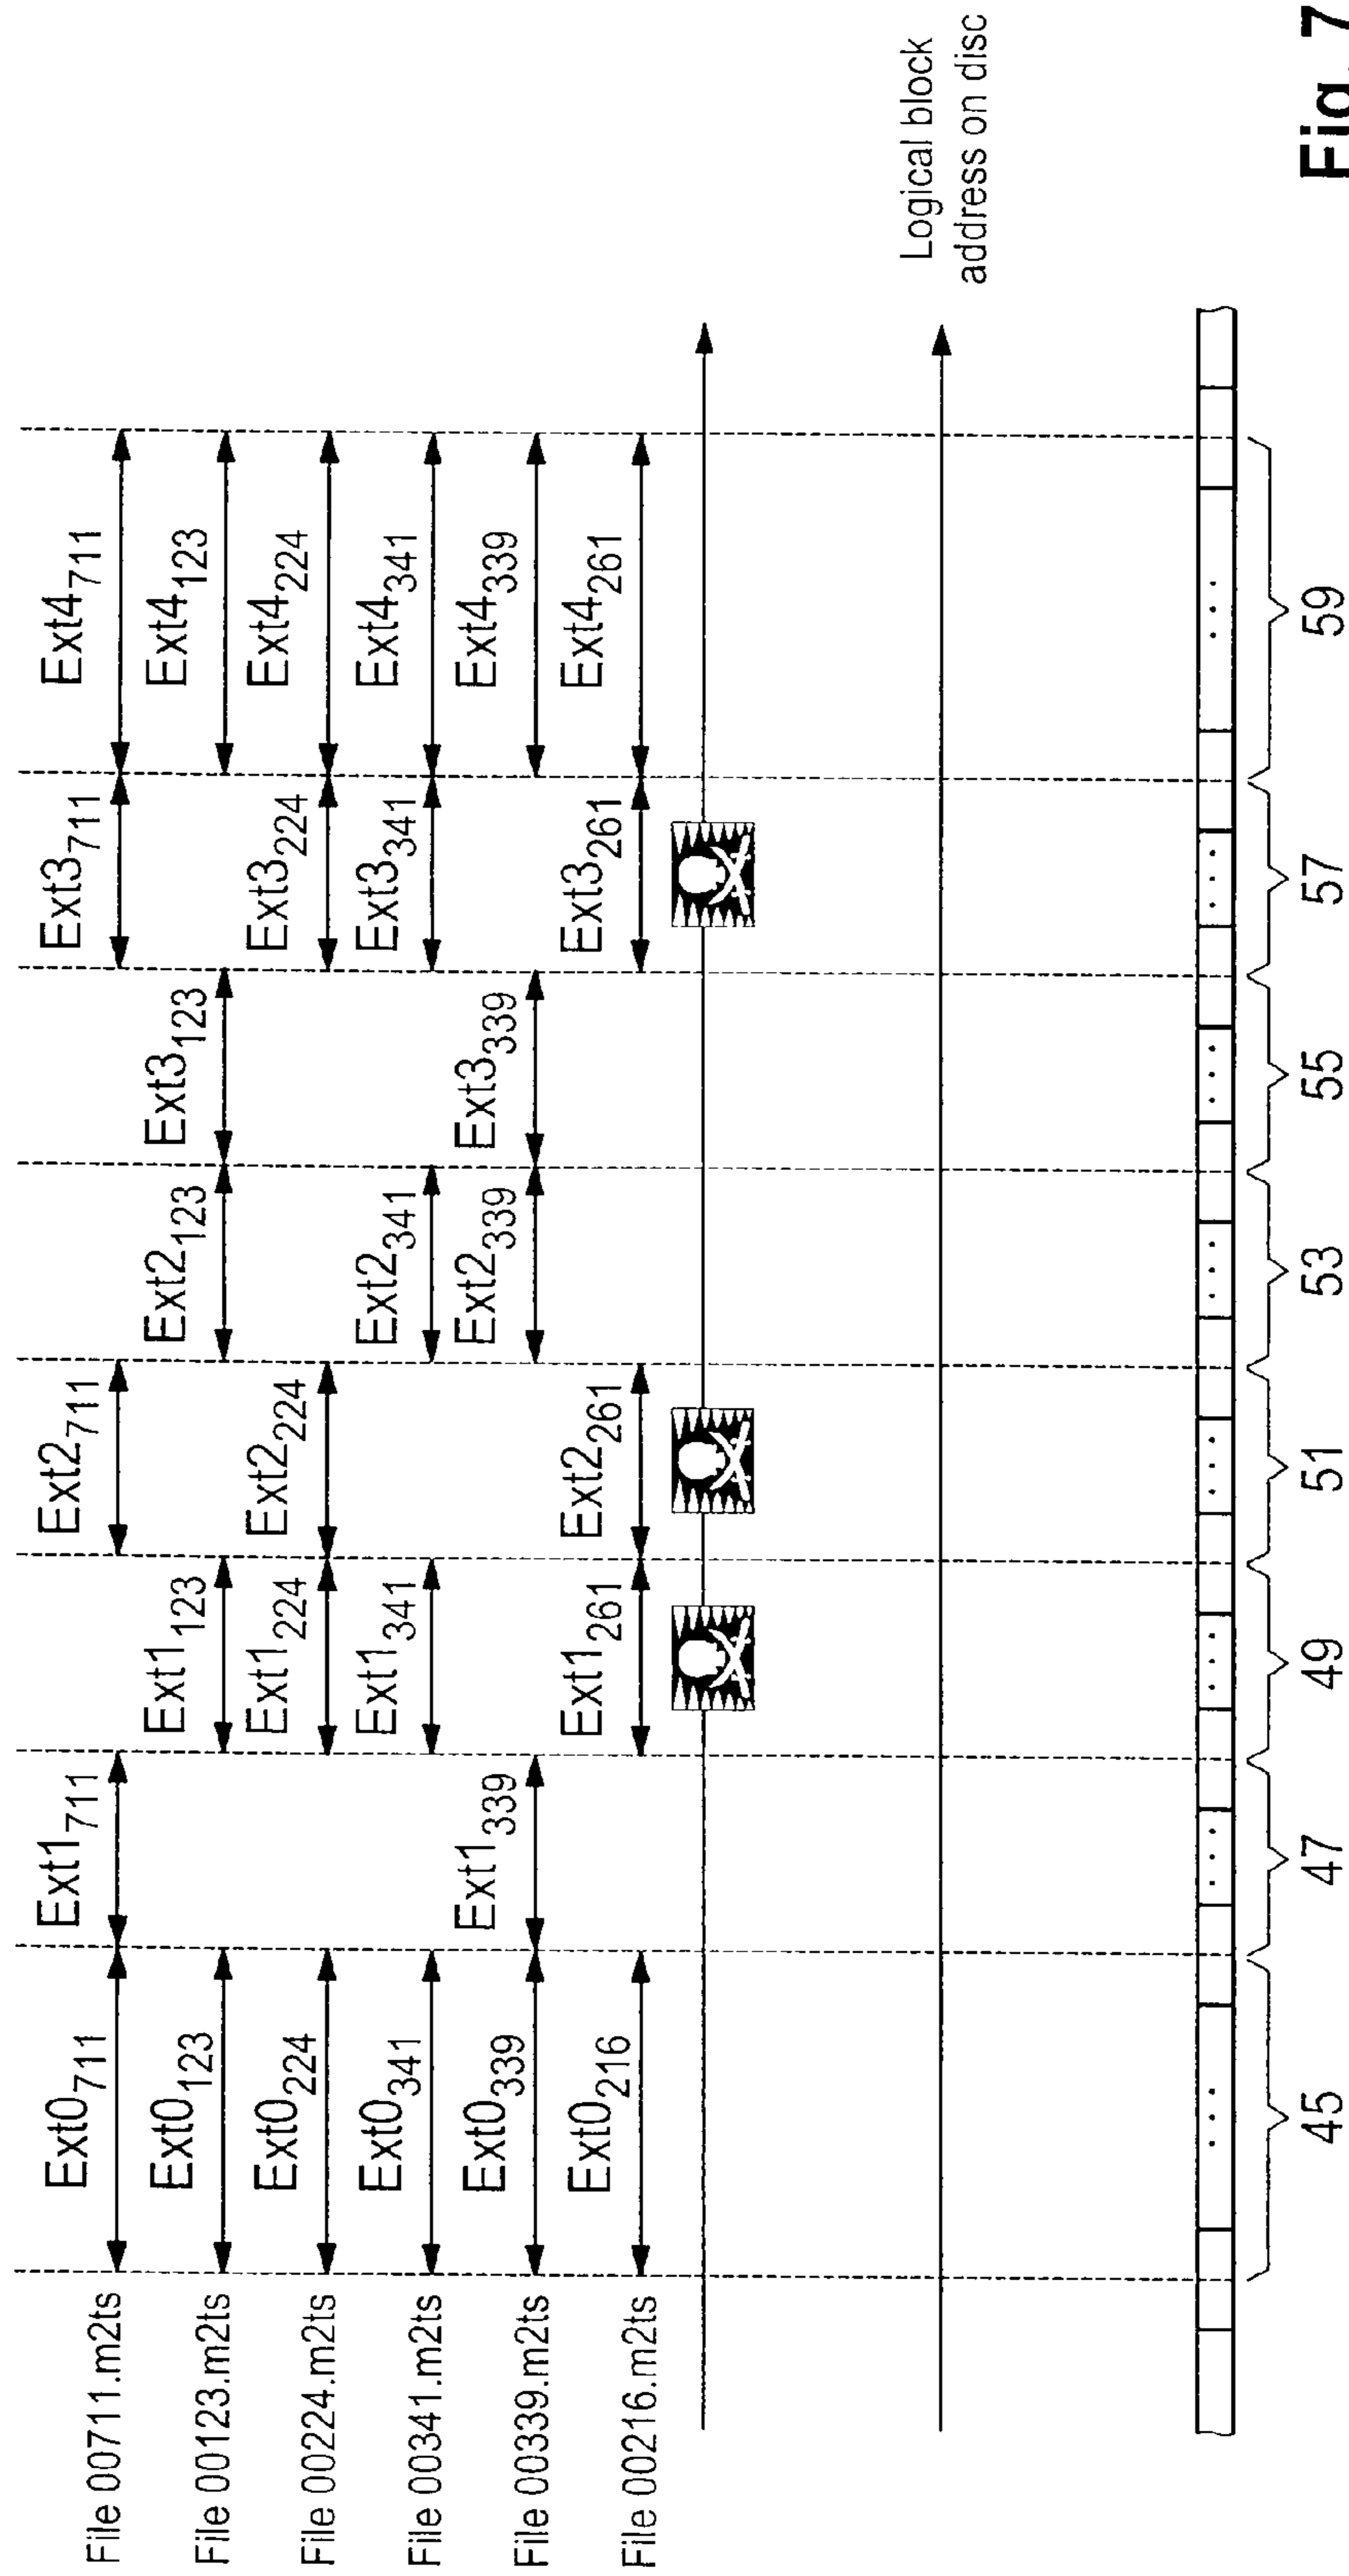 File 00711.m2ts Ext0711 Ext1711 Ext2711 Ext3711 Ext4711
File 00123.m2ts Ext0123 Ext1123 Ext2123 Ext3123 Ext4123
File 00224.m2ts Ext0224 Ext1224 Ext2224 Ext3224 Ext4224
File 00341.m2ts Ext0341 Ext1341 Ext2341 Ext3341 Ext4341
File 00339.m2ts Ext0339 Ext1339 Ext2339 Ext3339 Ext4339
File 00216.m2ts Ext0216 Ext1261 Ext2261 Ext3261 Ext4261
Logical block
address on disc
45 47 49 51 53 55 57 59
Fig. 7